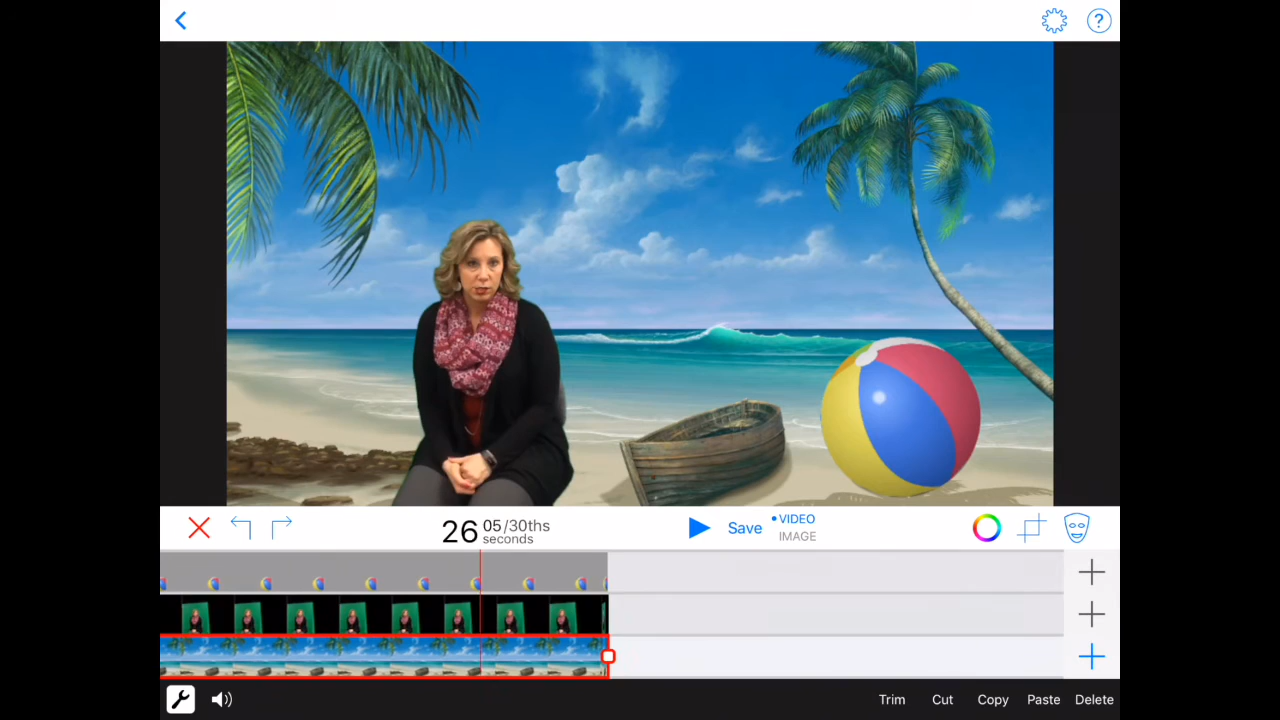 ?
26 05/30ths
seconds
Save
VIDEO
IMAGE
Trim Cut Copy Paste Delete